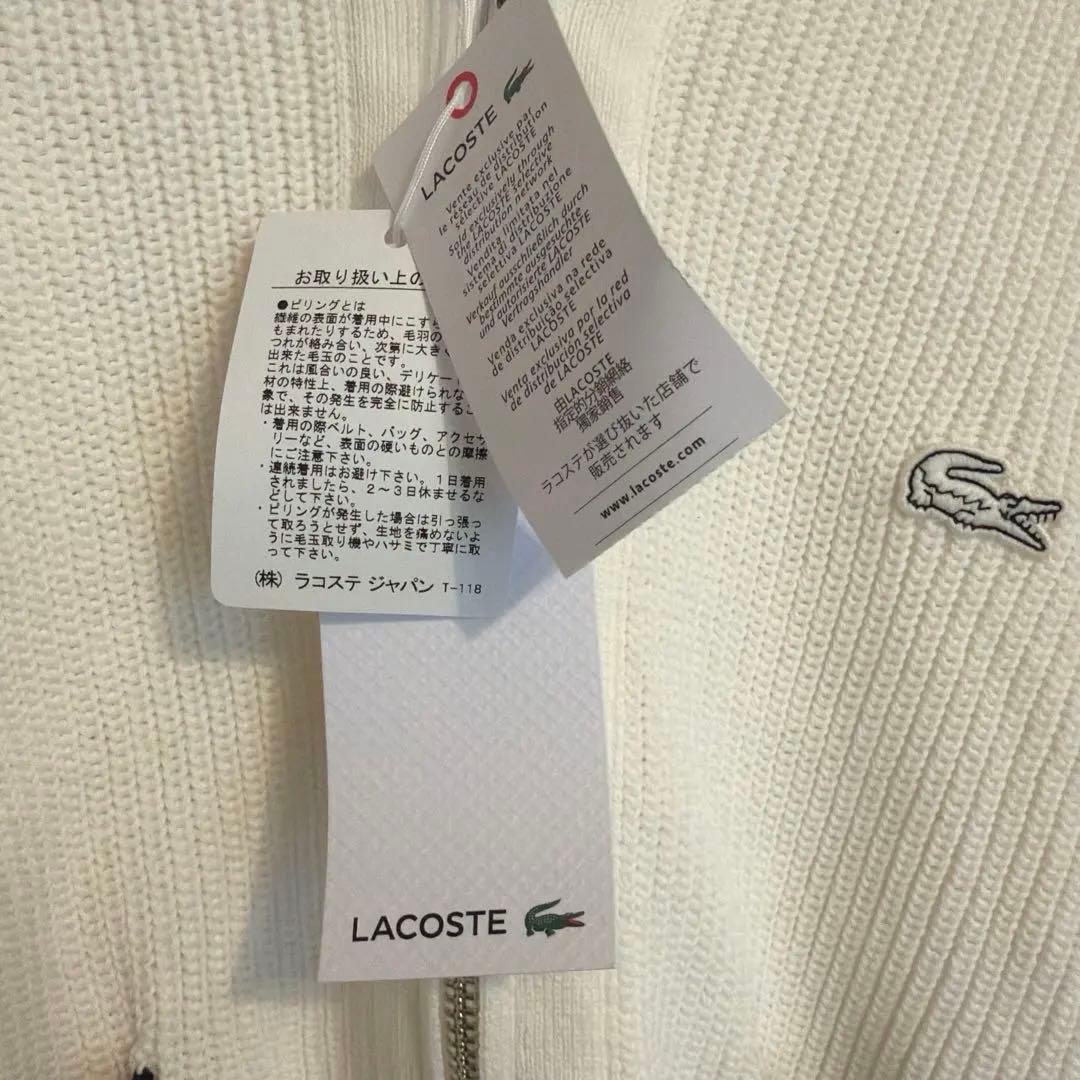 LACOSTE
Vente exclusive par
le réseau de distribution
sélective LACOSTE
Sold exclusively through
the LACOSTE selective
distribution network
Vendita limitata nel
sistema di distribuzione
selettiva LACOSTE
Verkauf ausschließlich durch
bestimmte ausgesuchte
und autorisierte LACOSTE
Vertragshändler
Venda exclusiva na rede
de distribução selectiva
LACOSTE
Venta exclusiva por la red
de distribución selectiva
de LACOSTE
由LACOSTE
指定的分銷網絡
獨家銷售
ラコステが選び抜いた店舗で
販売されます
www.lacoste.com
お取り扱い上の
●ピリングとは
繊維の表面が着用中にこすら
もまれたりするため、毛羽の
つれが絡み合い、次第に大きく
出来た毛玉のことです。
これは風合いの良い、デリケー
材の特性上、着用の際避けられな
象で、その発生を完全に防止するこ
は出来ません。
・着用の際ベルト、バッグ、アクセサ
リーなど、表面の硬いものとの摩擦
にご注意下さい。
・連続着用はお避け下さい。1日着用
されましたら、2～3日休ませるな
どして下さい。
・ピリングが発生した場合は引っ張っ
て取ろうとせず、生地を痛めないよ
うに毛玉取り機やハサミで丁寧に取
って下さい。
(株) ラコステ ジャパン T-118
LACOSTE